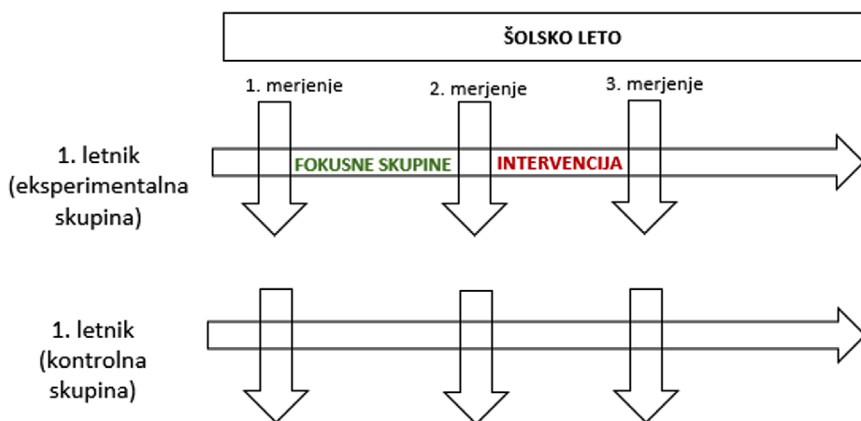 ŠOLSKO LETO
1. merjenje
2. merjenje
3. merjenje
1. letnik
(eksperimentalna
skupina)
FOKUSNE SKUPINE
INTERVENCIJA
1. letnik
(kontrolna
skupina)